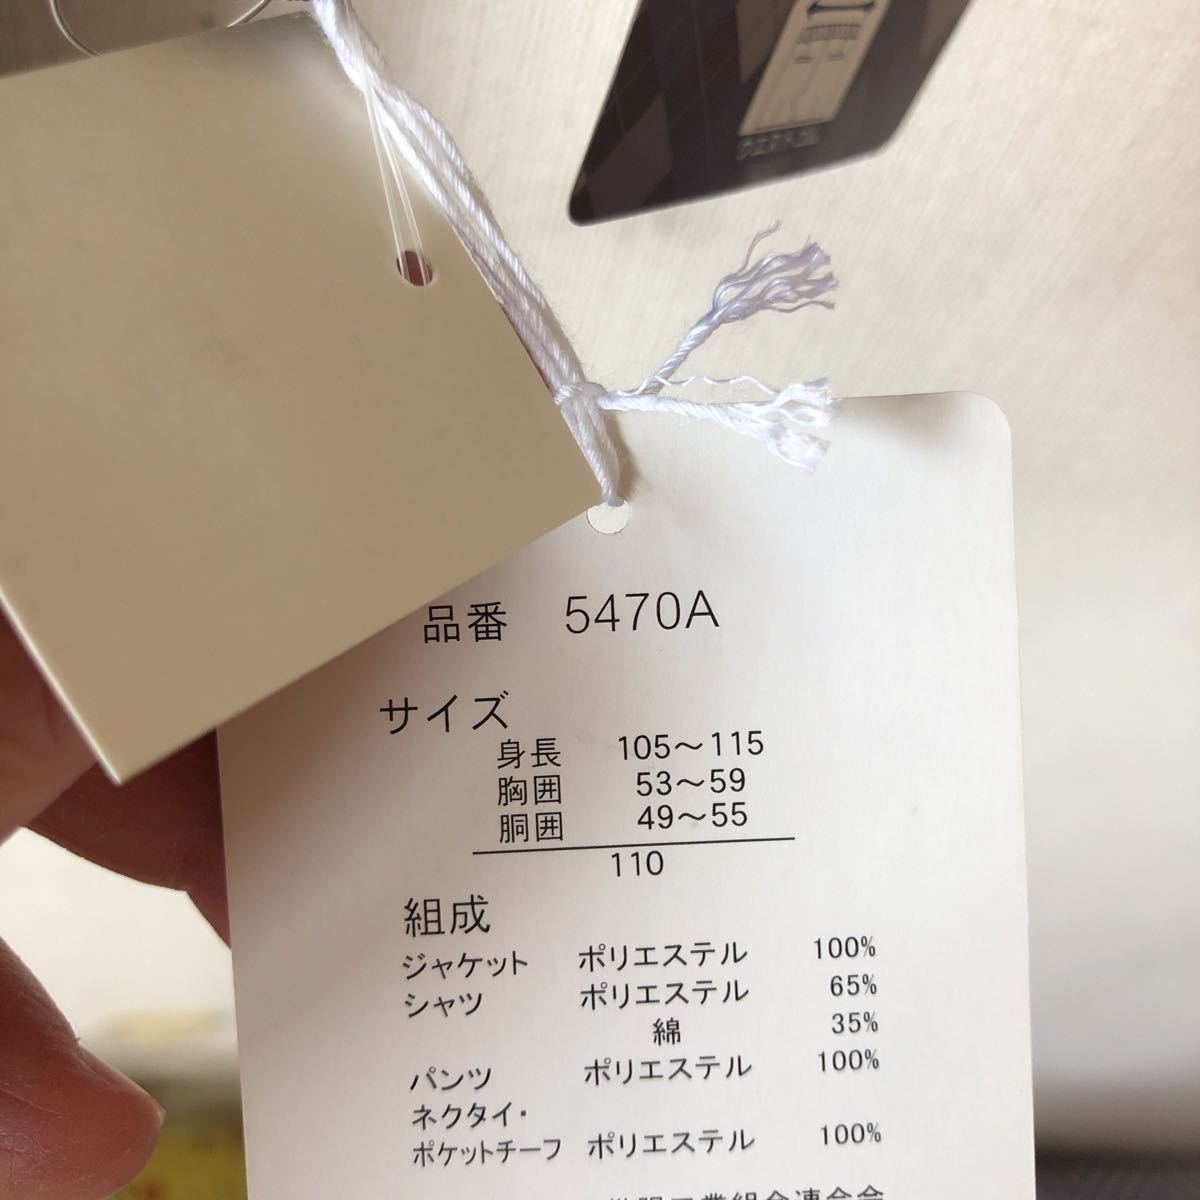 品番 5470A
サイズ
身長 105～115
胸囲 53～59
胴囲 49～55
110
組成
ジャケット ポリエステル 100%
シャツ ポリエステル 65%
綿 35%
パンツ ポリエステル 100%
ネクタイ・
ポケットチーフ ポリエステル 100%